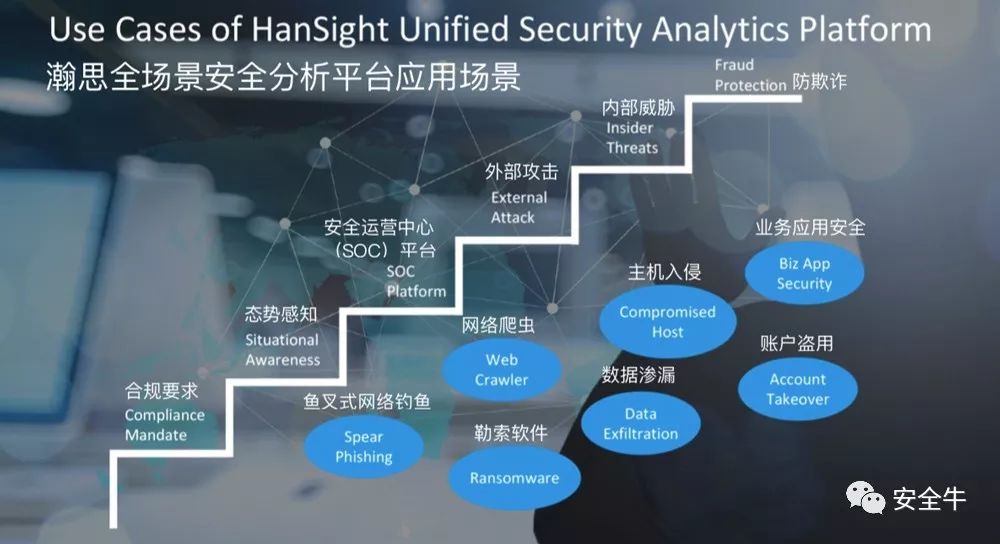 Use Cases of HanSight Unified Security Analytics Platform
瀚思全场景安全分析平台应用场景
Fraud
Protection 防欺诈
内部威胁
Insider
Threats
外部攻击
External
Attack
安全运营中心
（SOC）平台
SOC
Platform
态势感知
Situational
Awareness
合规要求
Compliance
Mandate
业务应用安全
Biz App
Security
主机入侵
Compromised
Host
网络爬虫
Web
Crawler
账户盗用
Account
Takeover
数据渗漏
Data
Exfiltration
鱼叉式网络钓鱼
Spear
Phishing
勒索软件
Ransomware
安全牛